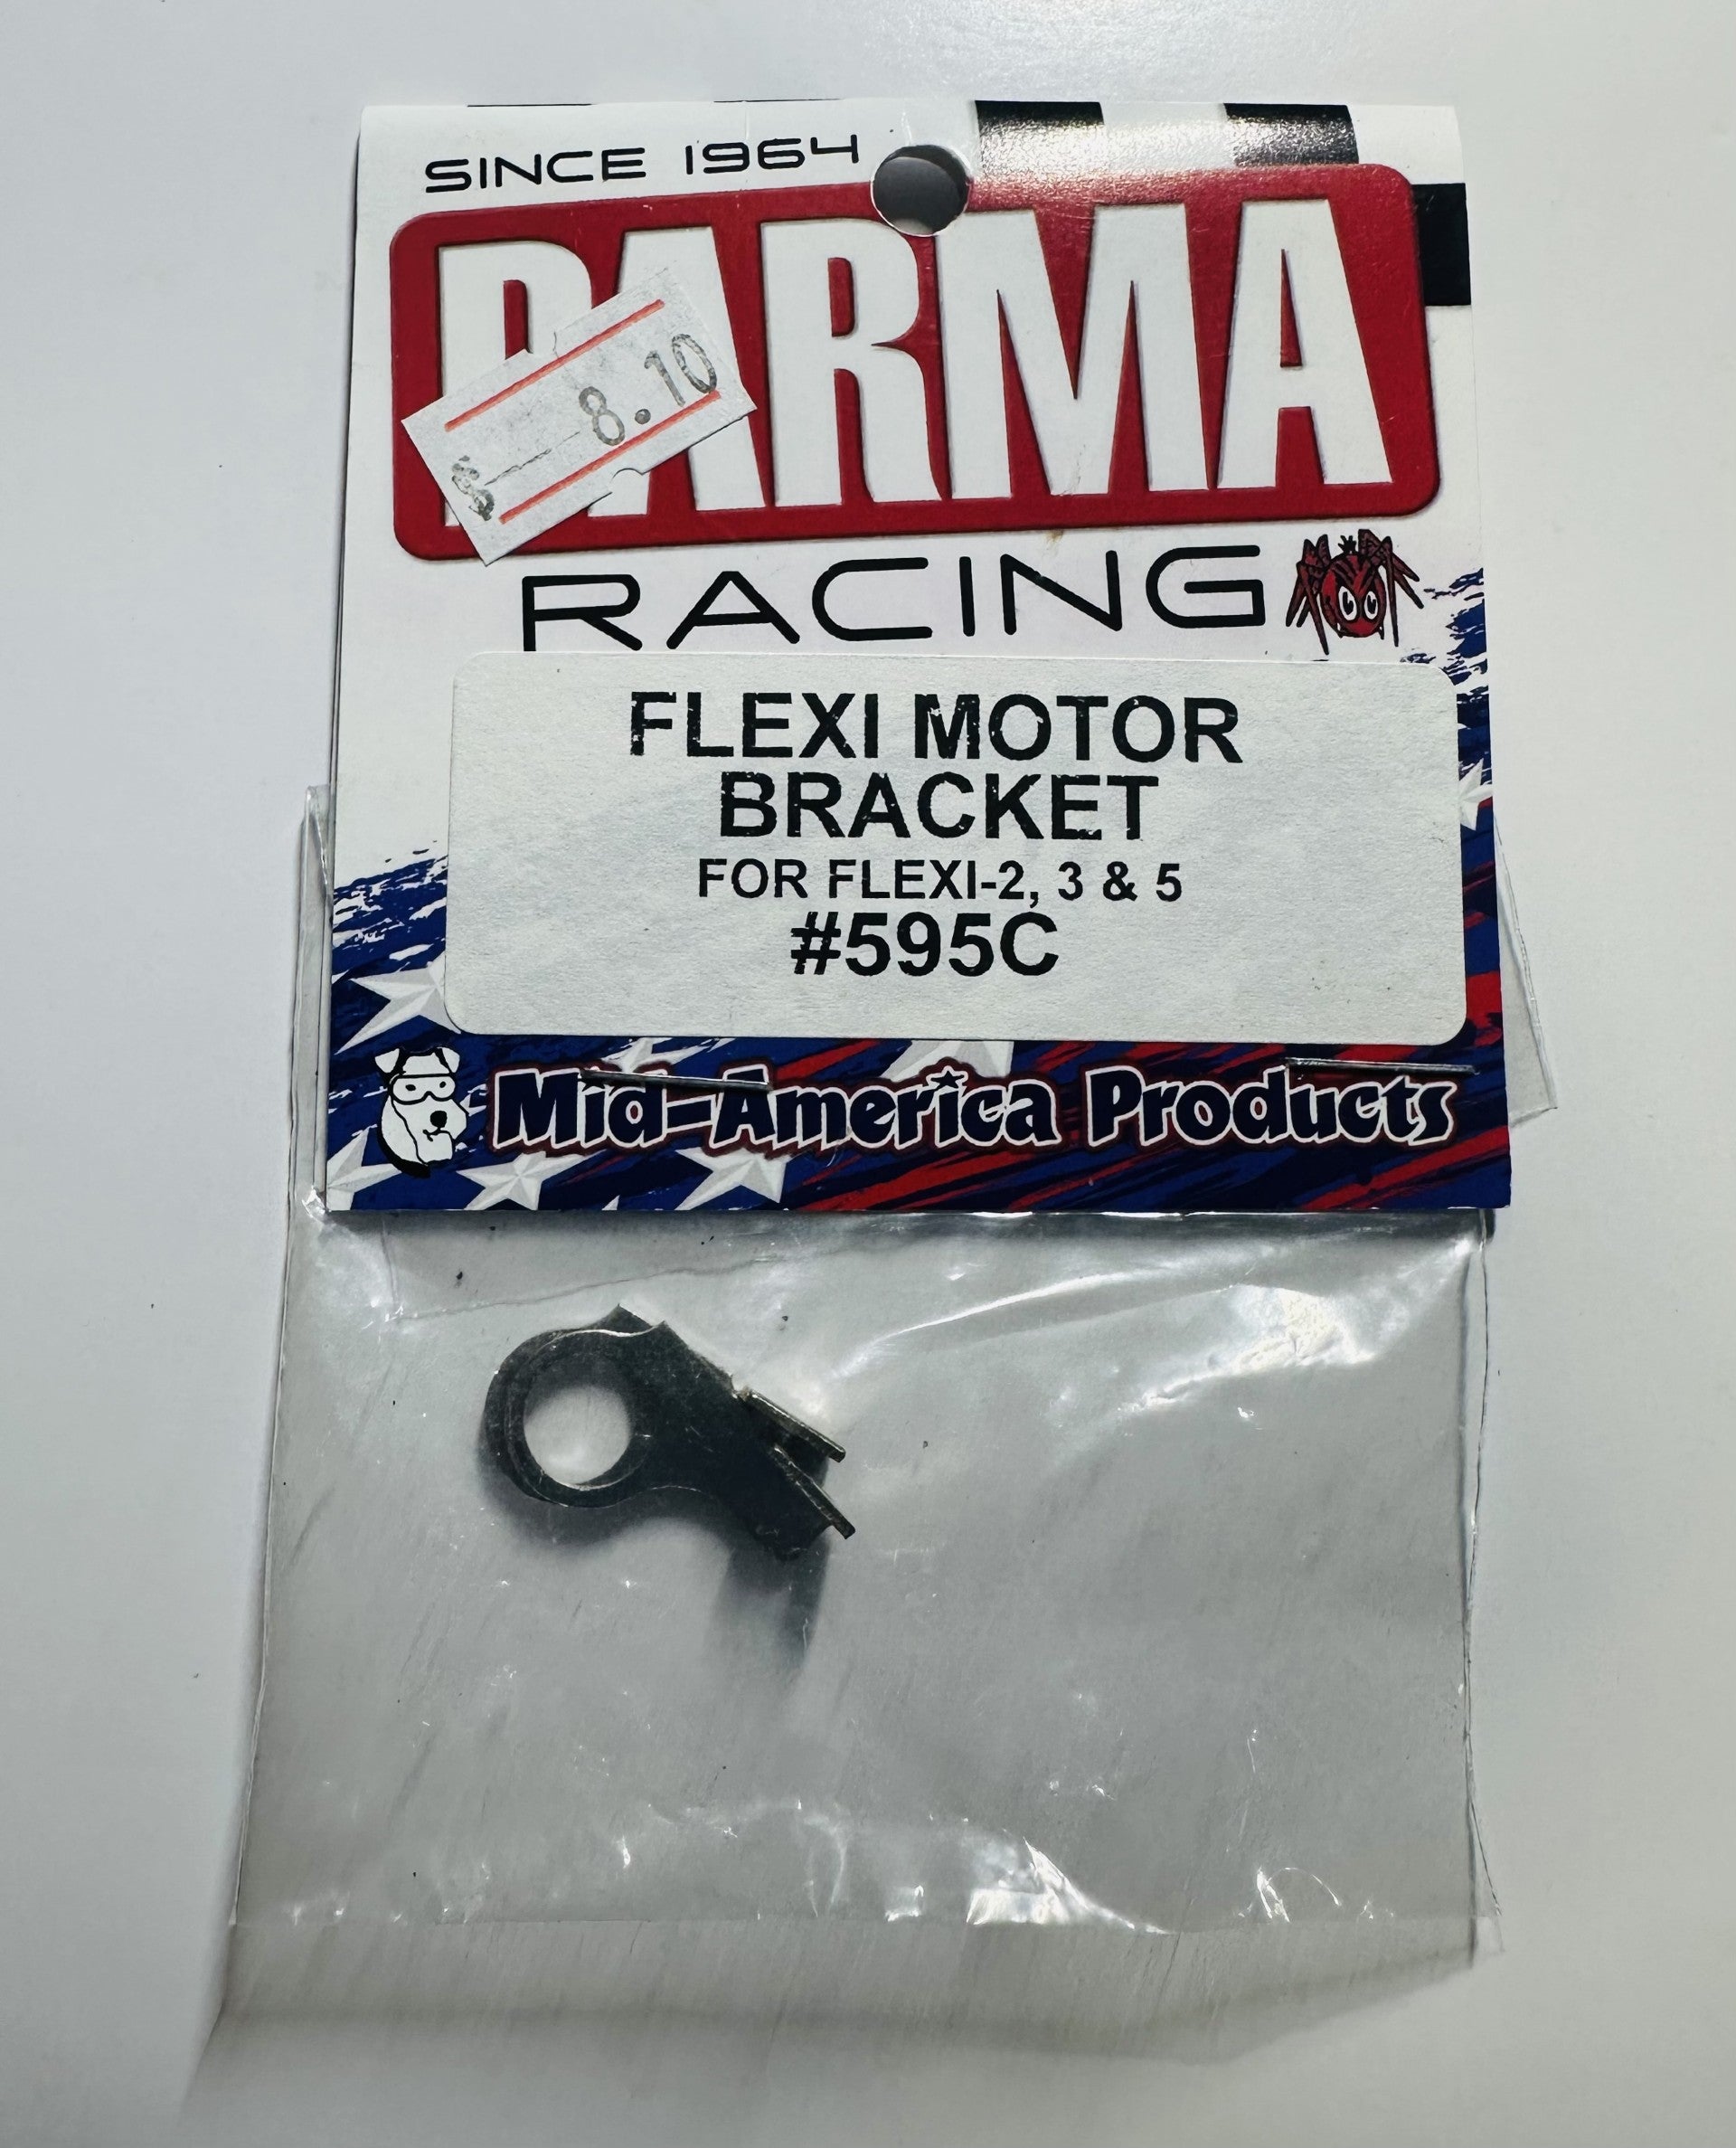 SINCE 1964
PARMA
$ 8.10
RACING
FLEXI MOTOR
BRACKET
FOR FLEXI-2, 3 & 5
#595C
Mid-America Products